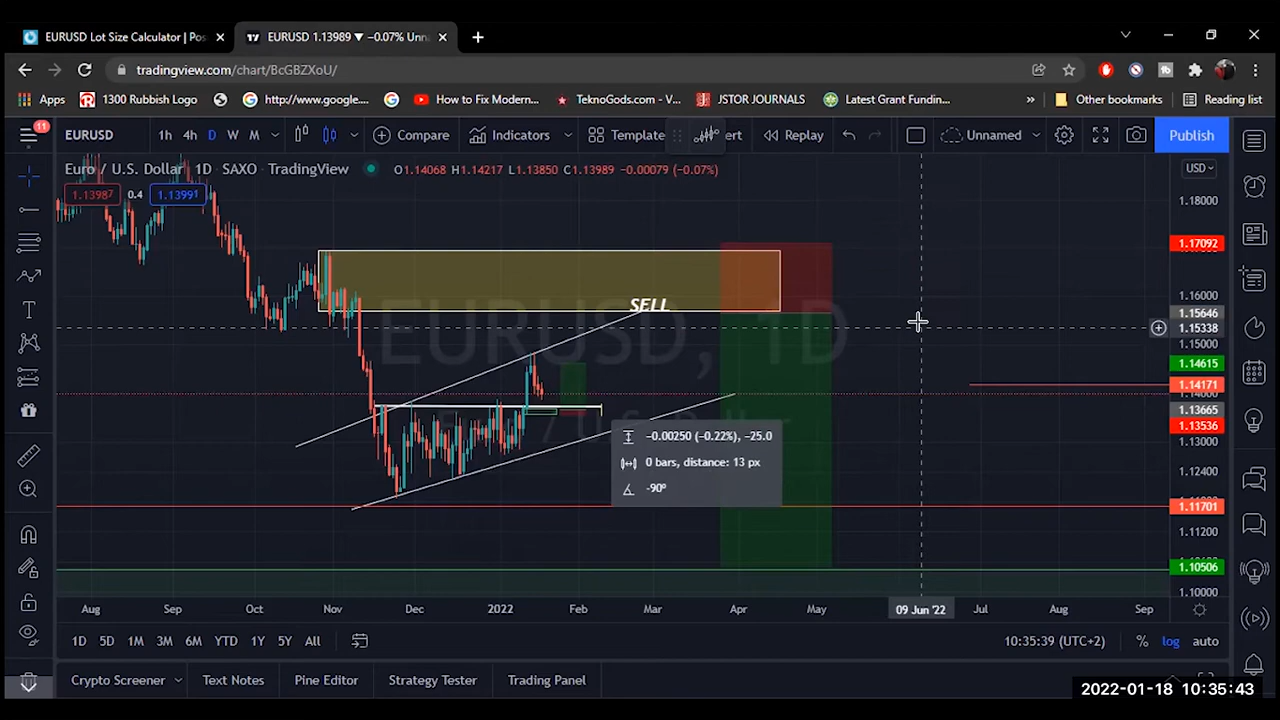 EURUSD Lot Size Calculator | Pos
EURUSD 1.13989 ▼ −0.07% Unna
tradingview.com/chart/BcGBZXoU/
Apps
1300 Rubbish Logo
http://www.google...
How to Fix Modern...
TeknoGods.com - V...
JSTOR JOURNALS
Latest Grant Fundin...
»
Other bookmarks
Reading list
11
EURUSD
1h 4h D W M
Compare
Indicators
Template
ert
Replay
Unnamed
Publish
Euro / U.S. Dollar 1D SAXO TradingView
O1.14068 H1.14217 L1.13850 C1.13989 −0.00079 (−0.07%)
USD
1.13987 0.4 1.13991
1.18000
1.17092
SELL
1.16000
1.15646
EURUSD, 1D
1.15338
1.15000
1.14615
1.14171
1.14000
1.13665
1.13536
−0.00250 (−0.22%), −25.0
1.13000
0 bars, distance: 13 px
1.12400
−90º
1.11701
1.11200
1.10506
1.10000
Aug Sep Oct Nov Dec 2022 Feb Mar Apr May 09 Jun '22 Jul Aug Sep
1D 5D 1M 3M 6M YTD 1Y 5Y All
10:35:39 (UTC+2) % log auto
Crypto Screener Text Notes Pine Editor Strategy Tester Trading Panel
2022-01-18 10:35:43